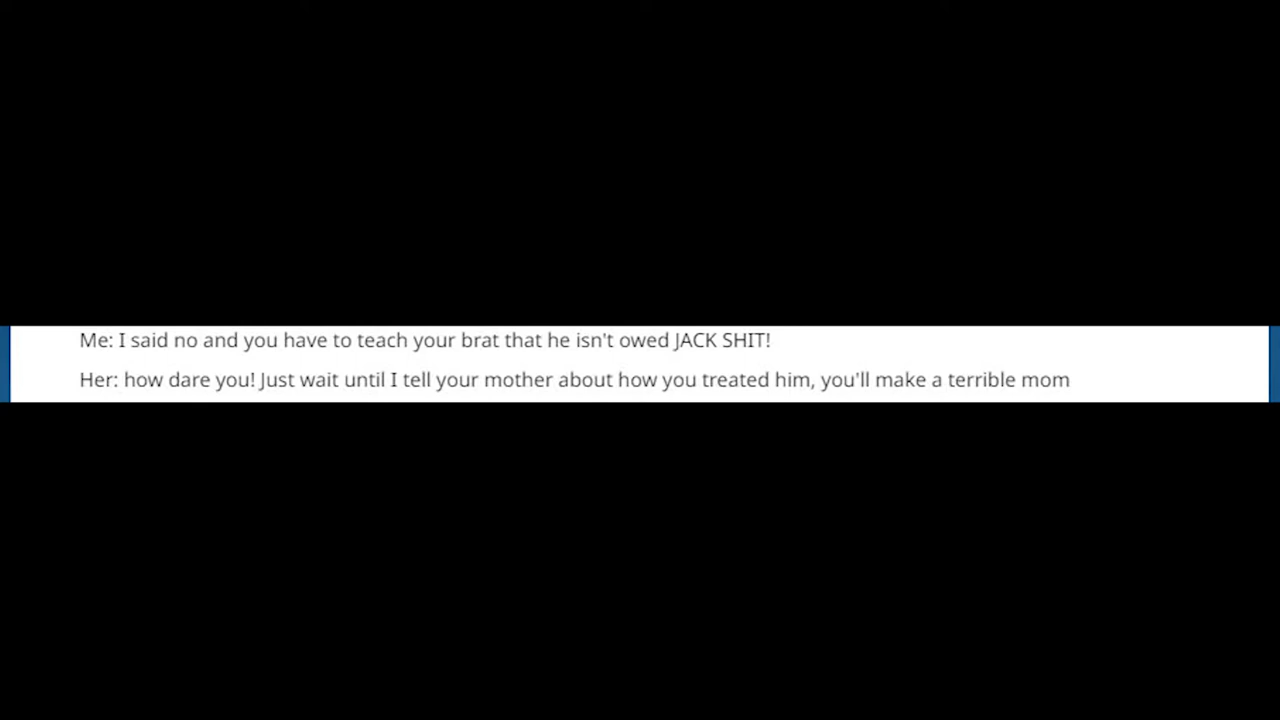 Me: I said no and you have to teach your brat that he isn't owed JACK SHIT!
Her: how dare you! Just wait until I tell your mother about how you treated him, you'll make a terrible mom